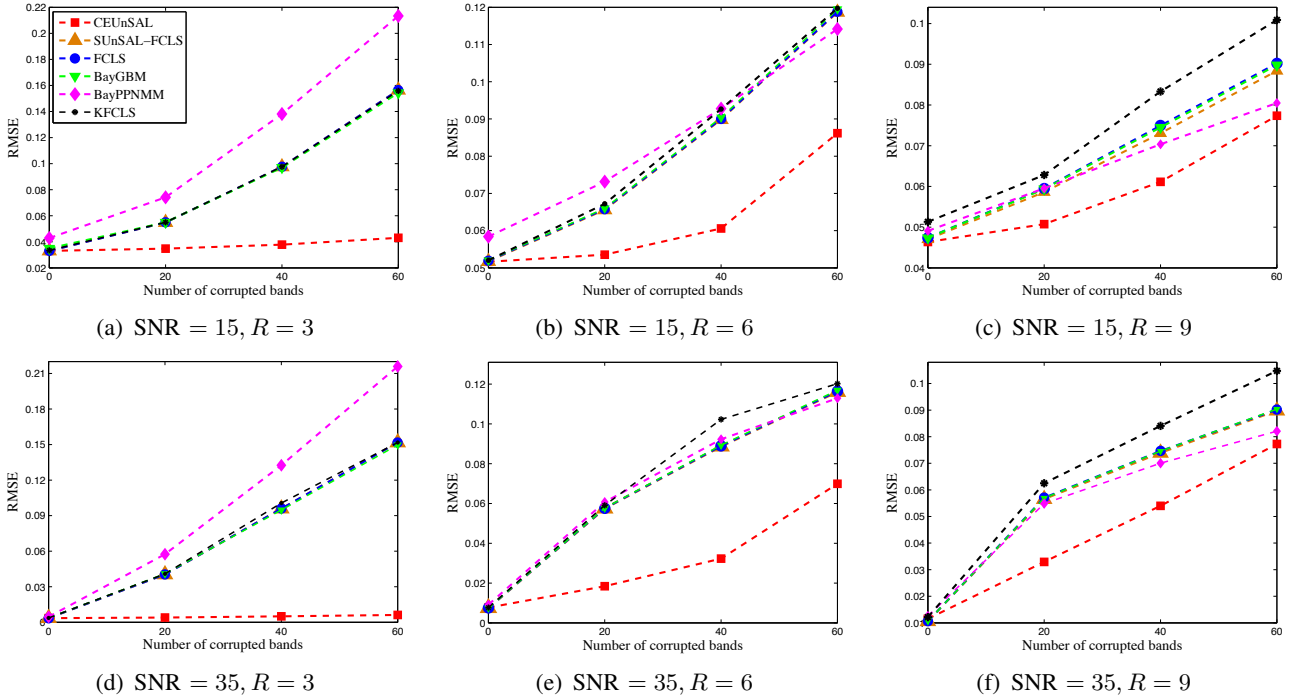 0.22
0.2
0.18
0.16
0.14
0.12
0.1
0.08
0.06
0.04
0.02
RMSE
CEUnSAL
SUnSAL−FCLS
FCLS
BayGBM
BayPPNMM
KFCLS
0 20 40 60
Number of corrupted bands
(a) SNR = 15, R = 3
0.12
0.12
0.1
0.09
0.08
0.06
0.05
RMSE
0 20 40 60
Number of corrupted bands
(b) SNR = 15, R = 6
0.1
0.09
0.08
0.07
0.06
0.05
0.04
RMSE
0 20 40 60
Number of corrupted bands
(c) SNR = 15, R = 9
0.21
0.18
0.15
0.12
0.09
0.06
0.03
0
RMSE
0 20 40 60
Number of corrupted bands
(d) SNR = 35, R = 3
0.12
0.1
0.08
0.06
0.04
0.02
0
RMSE
0 20 40 60
Number of corrupted bands
(e) SNR = 35, R = 6
0.1
0.09
0.08
0.07
0.06
0.05
0.04
0.03
0.02
0.01
RMSE
0 20 40 60
Number of corrupted bands
(f) SNR = 35, R = 9